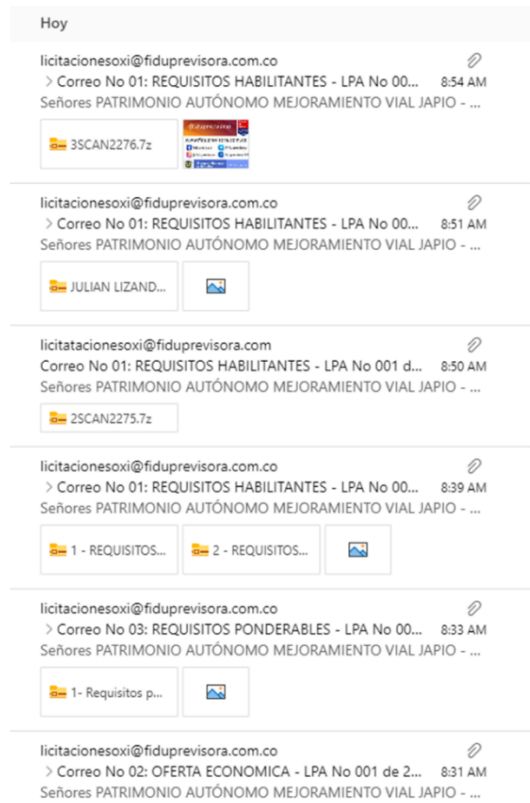 Hoy
licitacionesoxi@fiduprevisora.com.co
> Correo No 01: REQUISITOS HABILITANTES - LPA No 00... 8:54 AM
Señores PATRIMONIO AUTÓNOMO MEJORAMIENTO VIAL JAPIO - ...
3SCAN2276.7z
licitacionesoxi@fiduprevisora.com.co
> Correo No 01: REQUISITOS HABILITANTES - LPA No 00... 8:51 AM
Señores PATRIMONIO AUTÓNOMO MEJORAMIENTO VIAL JAPIO - ...
JULIAN LIZAND...
licitatacionesoxi@fiduprevisora.com
Correo No 01: REQUISITOS HABILITANTES - LPA No 001 d... 8:50 AM
Señores PATRIMONIO AUTÓNOMO MEJORAMIENTO VIAL JAPIO - ...
2SCAN2275.7z
licitacionesoxi@fiduprevisora.com.co
> Correo No 01: REQUISITOS HABILITANTES - LPA No 00... 8:39 AM
Señores PATRIMONIO AUTÓNOMO MEJORAMIENTO VIAL JAPIO - ...
1 - REQUISITOS... 2 - REQUISITOS...
licitacionesoxi@fiduprevisora.com.co
> Correo No 03: REQUISITOS PONDERABLES - LPA No 00... 8:33 AM
Señores PATRIMONIO AUTÓNOMO MEJORAMIENTO VIAL JAPIO - ...
1- Requisitos p...
licitacionesoxi@fiduprevisora.com.co
> Correo No 02: OFERTA ECONOMICA - LPA No 001 de 2... 8:31 AM
Señores PATRIMONIO AUTÓNOMO MEJORAMIENTO VIAL JAPIO - ...